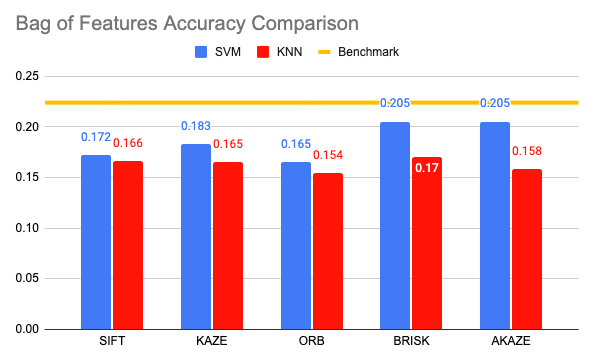 Bag of Features Accuracy Comparison
SVM KNN Benchmark
0.25
0.20
0.15
0.10
0.05
0.00
0.172 0.166 0.183 0.165 0.165 0.154 0.205 0.17 0.205 0.158
SIFT KAZE ORB BRISK AKAZE